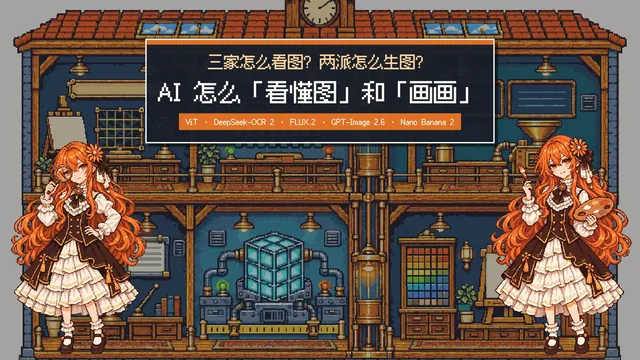 三家怎么看图？两派怎么生图？
AI 怎么「看懂图」和「画画」
ViT · DeepSeek-OCR 2 · FLUX.2 · GPT-Image 2.6 · Nano Banana 2